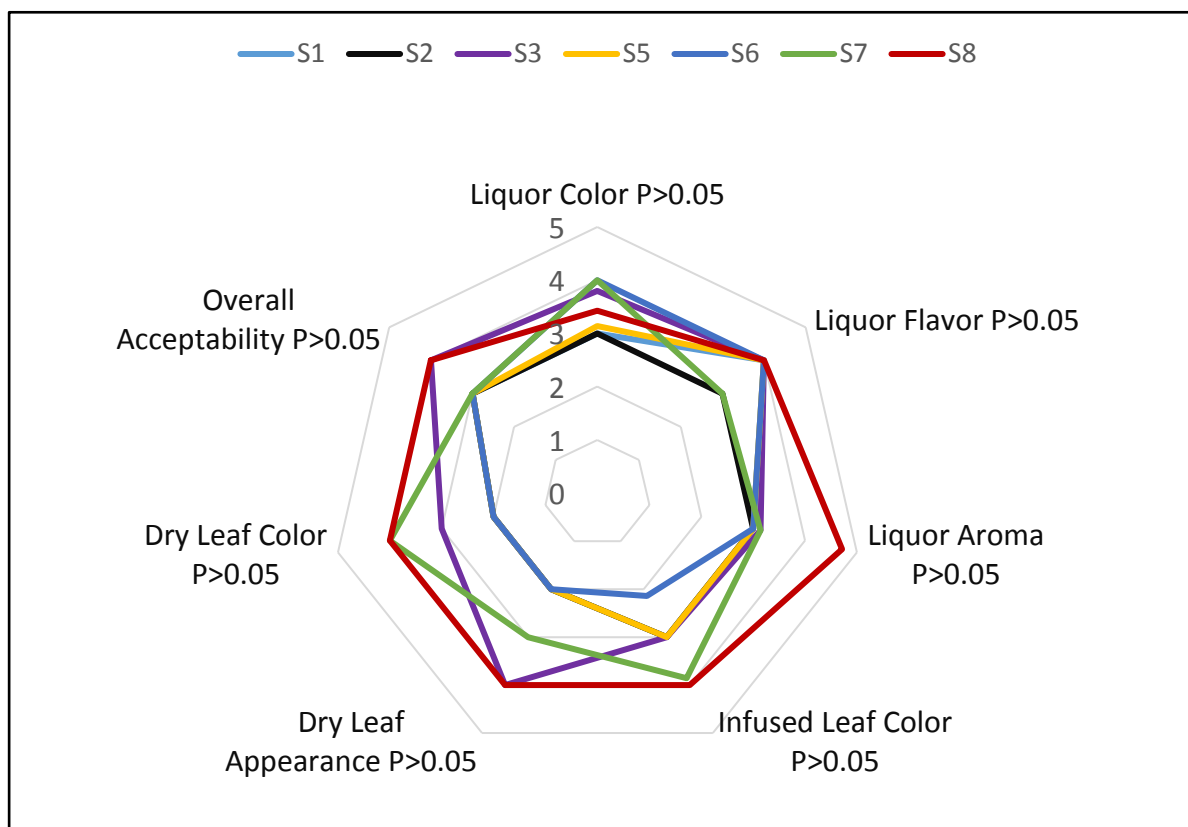 S1 S2 S3 S5 S6 S7 S8
Liquor Color P>0.05
5
4
3
2
1
0
Liquor Flavor P>0.05
Liquor Aroma
P>0.05
Infused Leaf Color
P>0.05
Dry Leaf
Appearance P>0.05
Dry Leaf Color
P>0.05
Overall
Acceptability P>0.05